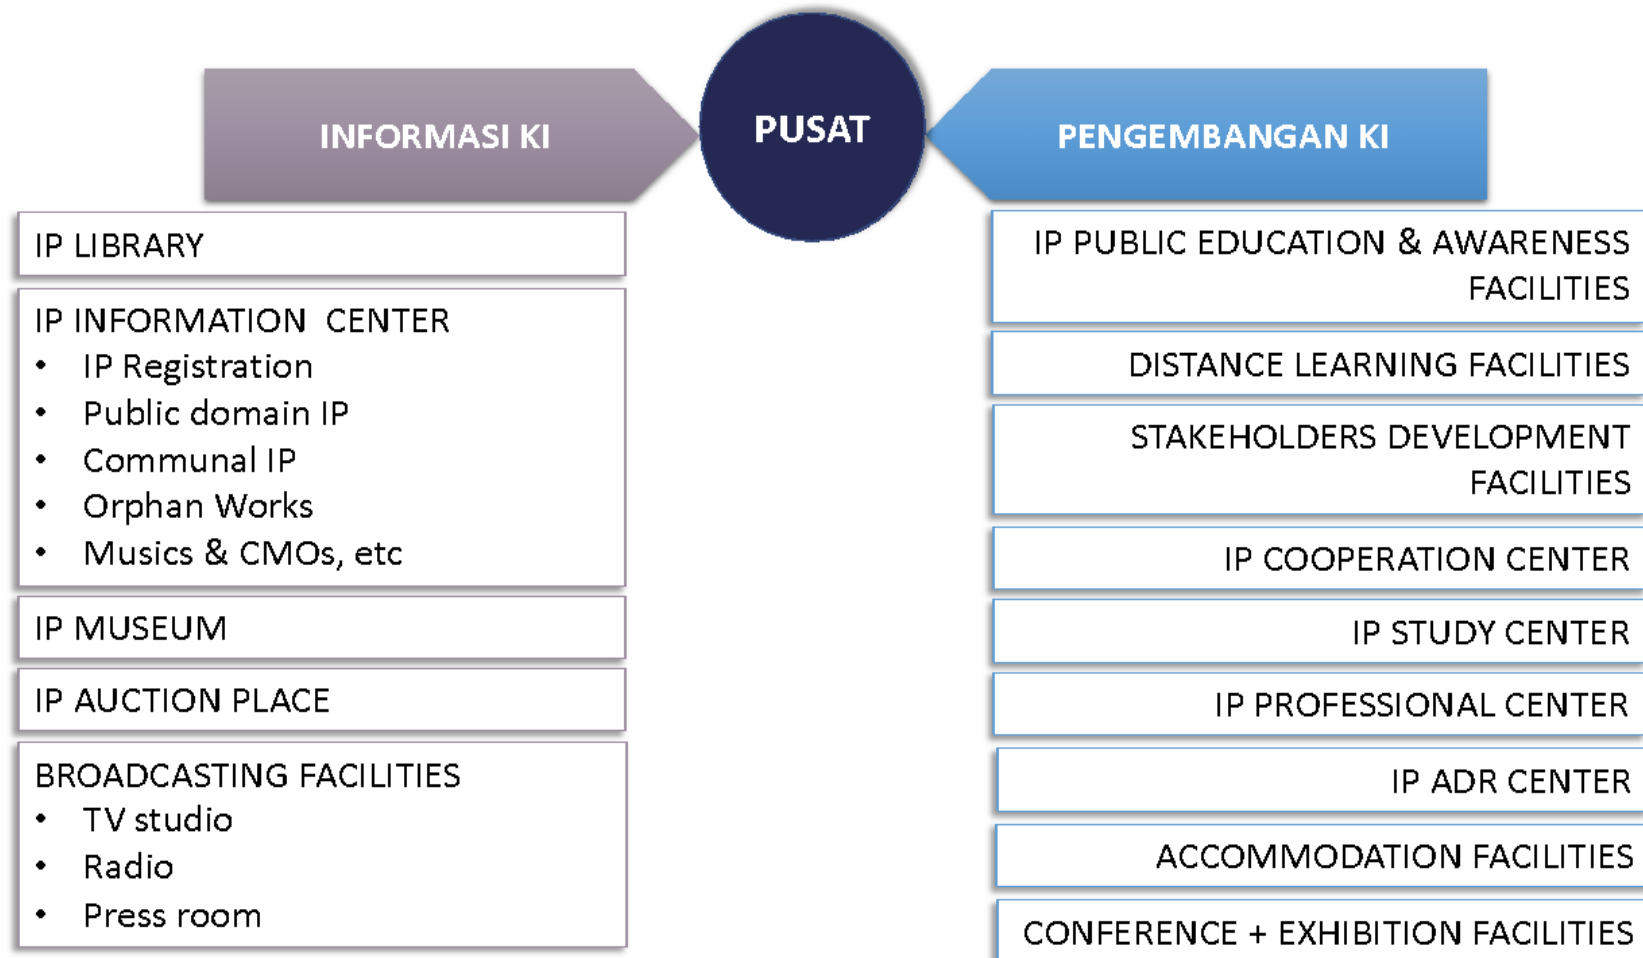 INFORMASI KI
PUSAT
PENGEMBANGAN KI
IP LIBRARY
IP INFORMATION CENTER
• IP Registration
• Public domain IP
• Communal IP
• Orphan Works
• Musics & CMOs, etc
IP MUSEUM
IP AUCTION PLACE
BROADCASTING FACILITIES
• TV studio
• Radio
• Press room
IP PUBLIC EDUCATION & AWARENESS
FACILITIES
DISTANCE LEARNING FACILITIES
STAKEHOLDERS DEVELOPMENT
FACILITIES
IP COOPERATION CENTER
IP STUDY CENTER
IP PROFESSIONAL CENTER
IP ADR CENTER
ACCOMMODATION FACILITIES
CONFERENCE + EXHIBITION FACILITIES